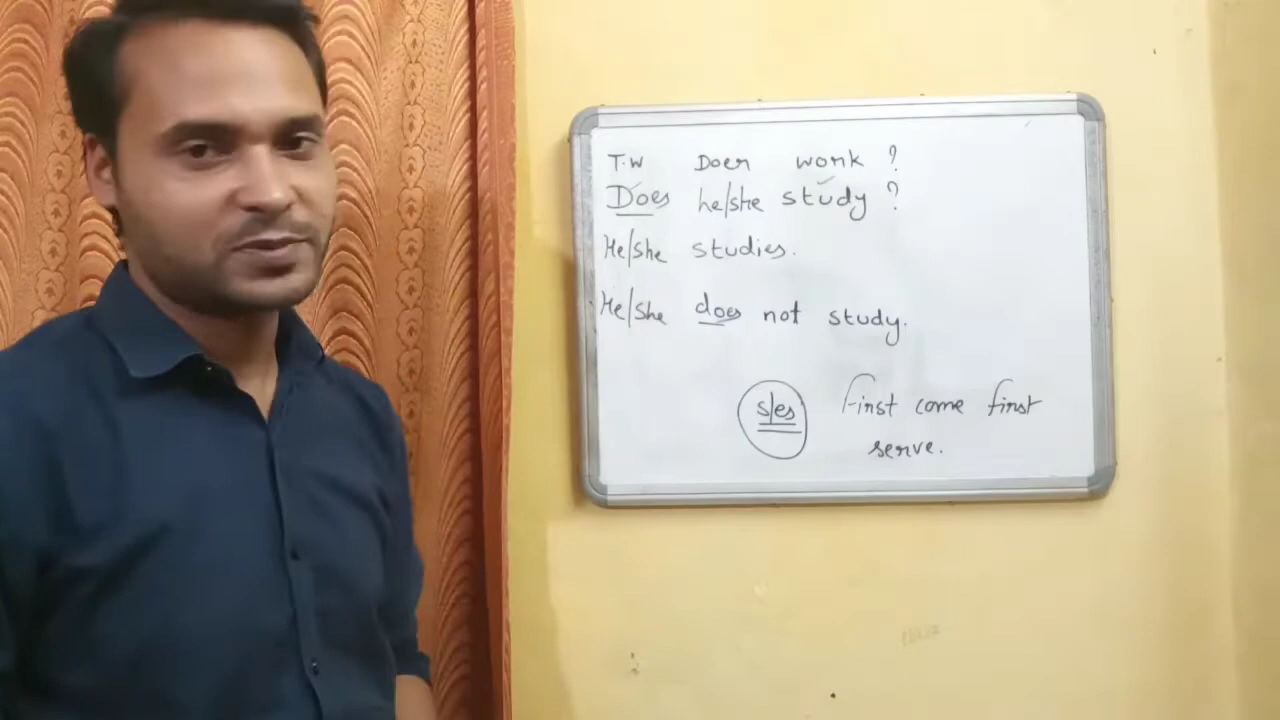 T.W Doer work ?
Does he/she study ?
He/she studies.
He/She does not study.
s/es First come first
serve.